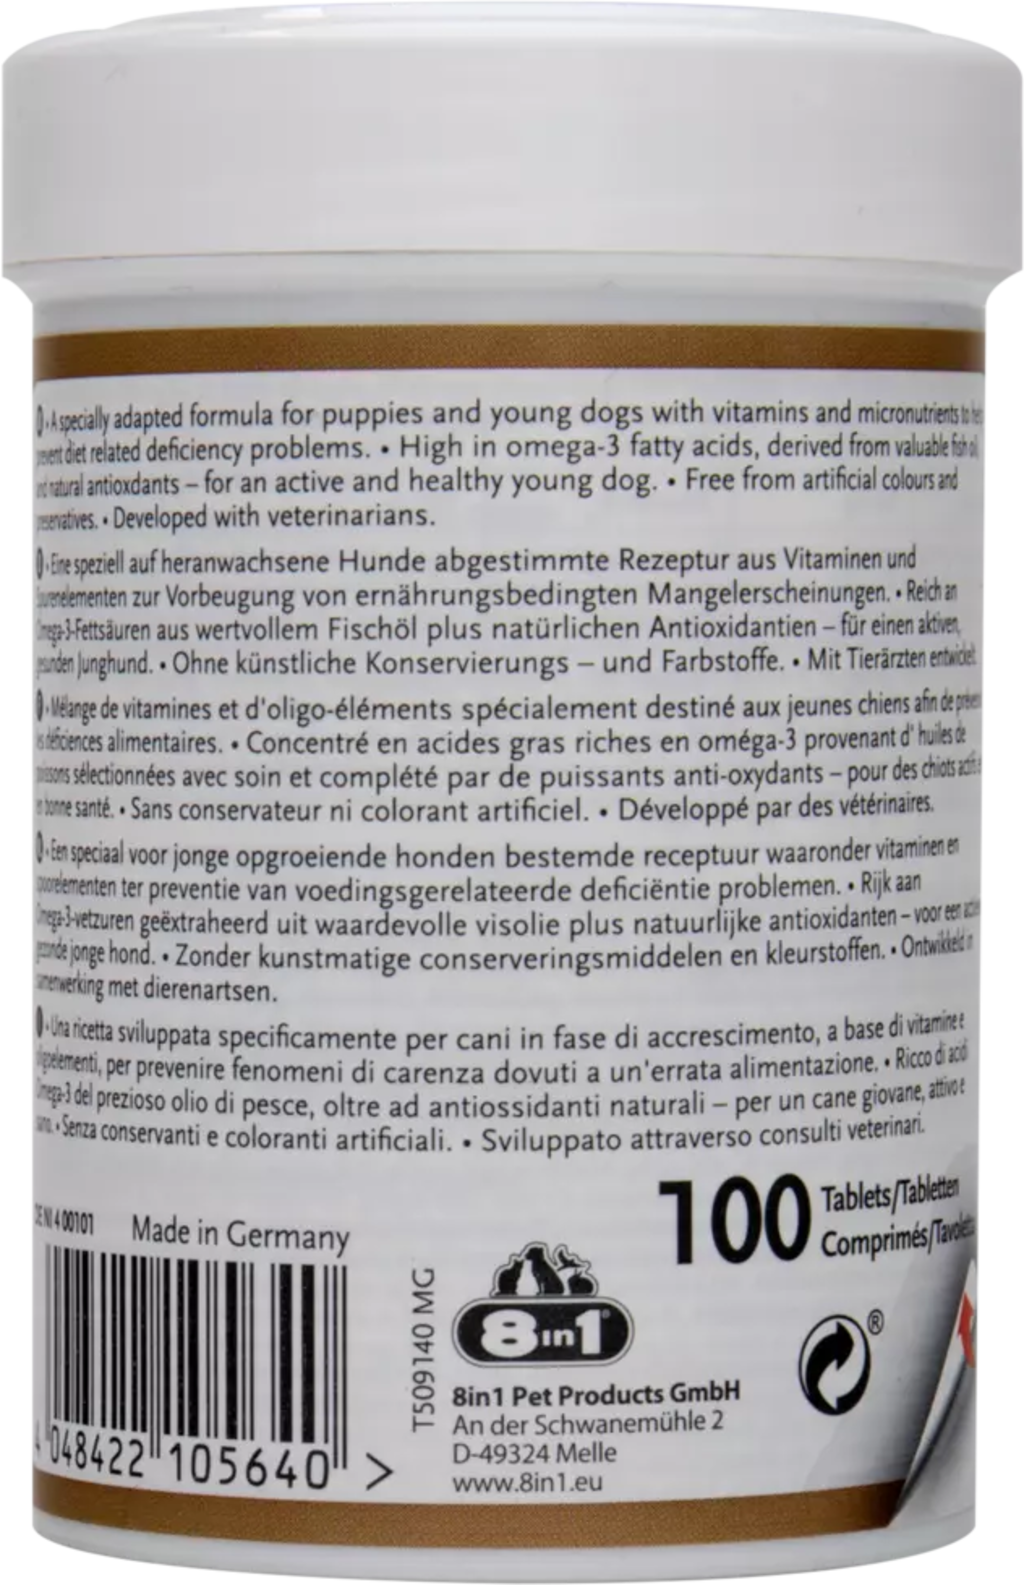 • A specially adapted formula for puppies and young dogs with vitamins and micronutrients to
prevent diet related deficiency problems. • High in omega-3 fatty acids, derived from valuable fish oil,
and natural antioxdants – for an active and healthy young dog. • Free from artificial colours and
preservatives. • Developed with veterinarians.
• Eine speziell auf heranwachsene Hunde abgestimmte Rezeptur aus Vitaminen und
Spurenelementen zur Vorbeugung von ernährungsbedingten Mangelerscheinungen. • Reich an
Omega-3-Fettsäuren aus wertvollem Fischöl plus natürlichen Antioxidantien – für einen aktiven,
gesunden Junghund. • Ohne künstliche Konservierungs – und Farbstoffe. • Mit Tierärzten entwickelt
• Mélange de vitamines et d'oligo-éléments spécialement destiné aux jeunes chiens afin de
les déficiences alimentaires. • Concentré en acides gras riches en oméga-3 provenant d' huiles de
poissons sélectionnées avec soin et complété par de puissants anti-oxydants – pour des chiots actifs
en bonne santé. • Sans conservateur ni colorant artificiel. • Développé par des vétérinaires.
• Een speciaal voor jonge opgroeiende honden bestemde receptuur waaronder vitaminen en
spoorelementen ter preventie van voedingsgerelateerde deficiëntie problemen. • Rijk aan
Omega-3-vetzuren geëxtraheerd uit waardevolle visolie plus natuurlijke antioxidanten – voor een
gezonde jonge hond. • Zonder kunstmatige conserveringsmiddelen en kleurstoffen. • Ontwikkeld in
samenwerking met dierenartsen.
• Una ricetta sviluppata specificamente per cani in fase di accrescimento, a base di vitamine e
oligoelementi, per prevenire fenomeni di carenza dovuti a un'errata alimentazione. • Ricco di acidi
Omega-3 del prezioso olio di pesce, oltre ad antiossidanti naturali – per un cane giovane, attivo e
sano. • Senza conservanti e coloranti artificiali. • Sviluppato attraverso consulti veterinari.
100 Tablets/Tabletten
Comprimés/Tavolette
DE NI 4 00101 Made in Germany
4 048422 105640 >
T509140 MG
8in1
8in1 Pet Products GmbH
An der Schwanemühle 2
D-49324 Melle
www.8in1.eu
®